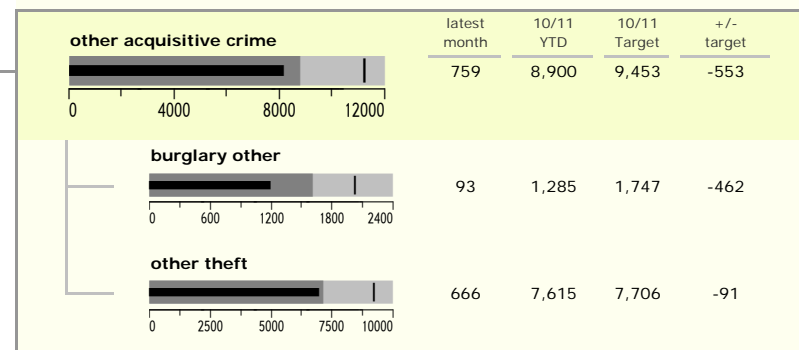 latest 10/11 10/11 +/-
month YTD Target target
other acquisitive crime
759 8,900 9,453 -553
0 4000 8000 12000
burglary other
93 1,285 1,747 -462
0 600 1200 1800 2400
other theft
666 7,615 7,706 -91
0 2500 5000 7500 10000